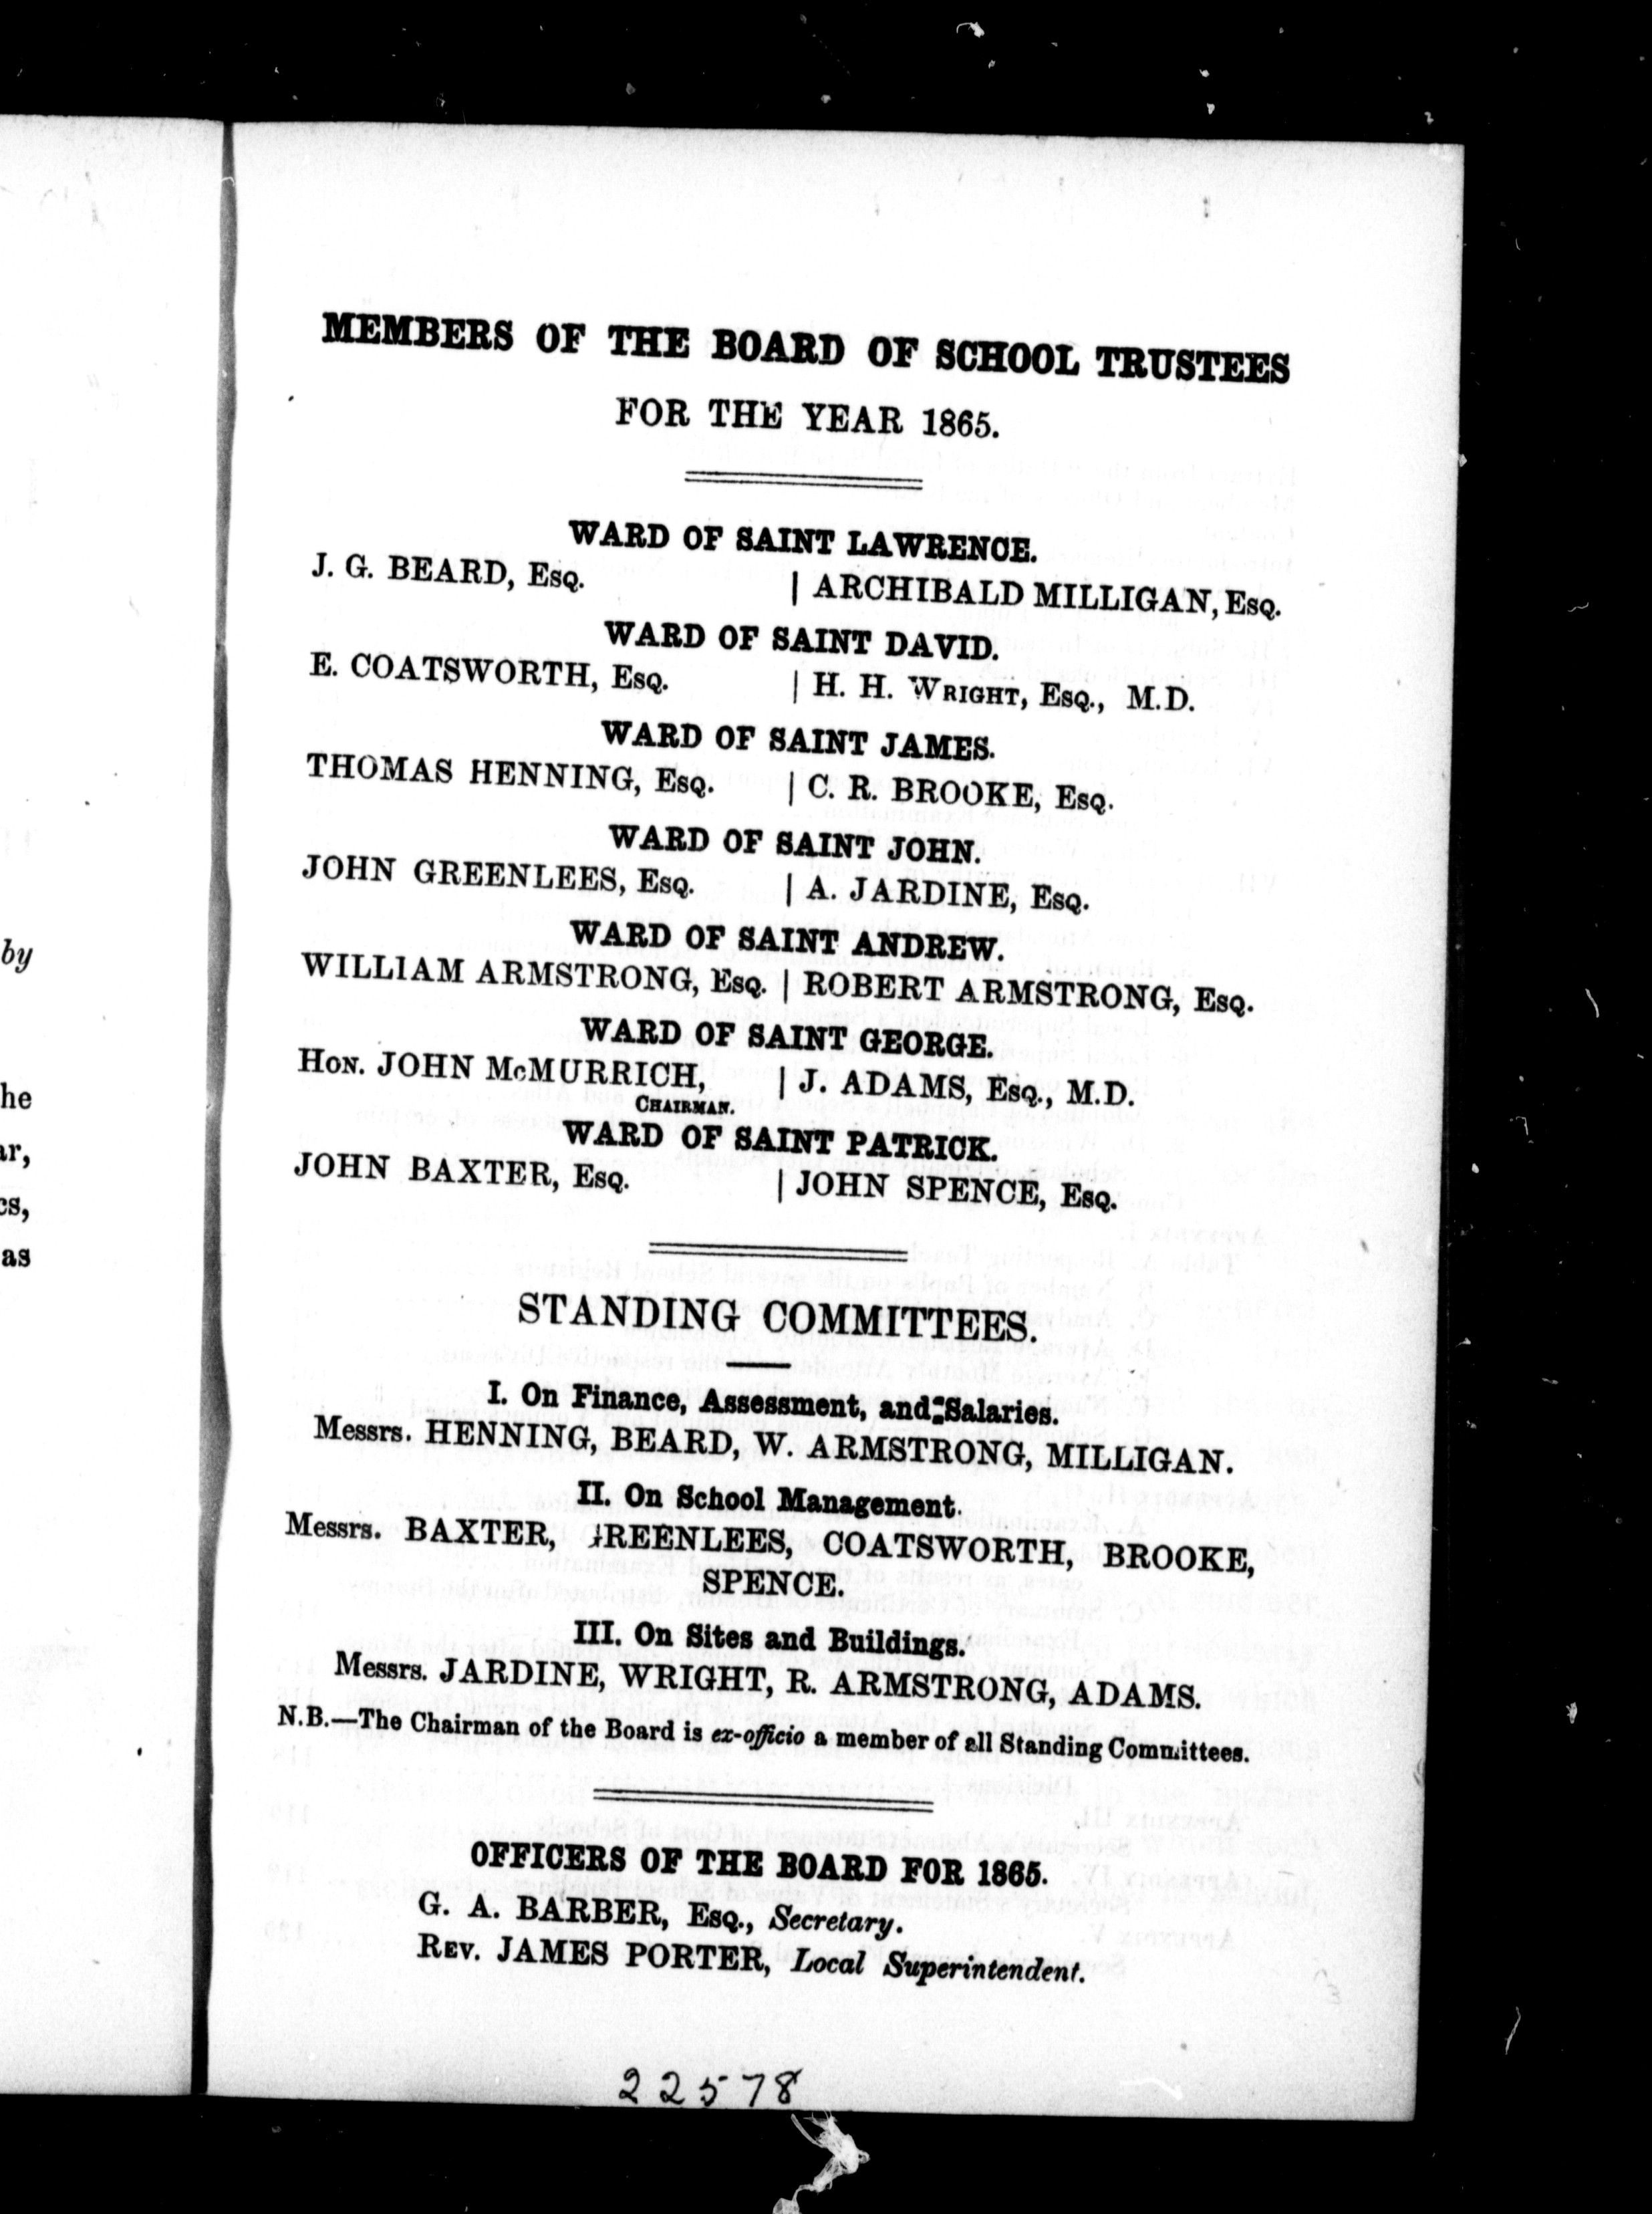 MEMBERS OF THE BOARD OF SCHOOL TRUSTEES
FOR THE YEAR 1865.
WARD OF SAINT LAWRENCE.
J. G. BEARD, Esq. | ARCHIBALD MILLIGAN, Esq.
WARD OF SAINT DAVID.
E. COATSWORTH, Esq. | H. H. Wright, Esq., M.D.
WARD OF SAINT JAMES.
THOMAS HENNING, Esq. | C. R. BROOKE, Esq.
WARD OF SAINT JOHN.
JOHN GREENLEES, Esq. | A. JARDINE, Esq.
WARD OF SAINT ANDREW.
WILLIAM ARMSTRONG, Esq. | ROBERT ARMSTRONG, Esq.
WARD OF SAINT GEORGE.
Hon. JOHN McMURRICH, | J. ADAMS, Esq., M.D.
Chairman.
WARD OF SAINT PATRICK.
JOHN BAXTER, Esq. | JOHN SPENCE, Esq.
STANDING COMMITTEES.
I. On Finance, Assessment, and Salaries.
Messrs. HENNING, BEARD, W. ARMSTRONG, MILLIGAN.
II. On School Management.
Messrs. BAXTER, GREENLEES, COATSWORTH, BROOKE,
SPENCE.
III. On Sites and Buildings.
Messrs. JARDINE, WRIGHT, R. ARMSTRONG, ADAMS.
N.B.—The Chairman of the Board is ex-officio a member of all Standing Committees.
OFFICERS OF THE BOARD FOR 1865.
G. A. BARBER, Esq., Secretary.
Rev. JAMES PORTER, Local Superintendent.
22578
by